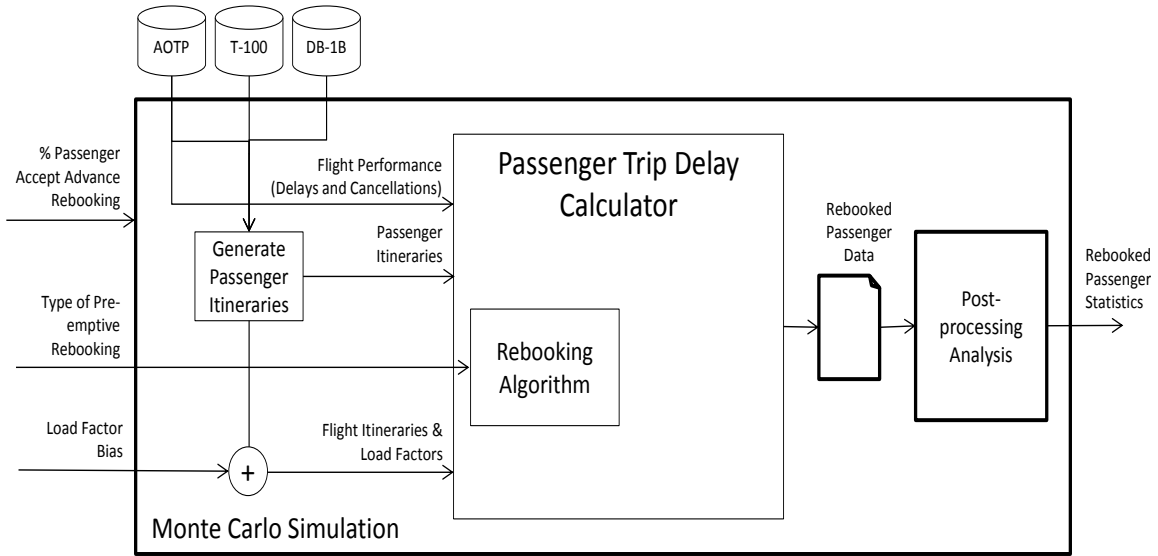 AOTP
T-100
DB-1B
% Passenger
Accept Advance
Rebooking
Flight Performance
(Delays and Cancellations)
Passenger Trip Delay
Calculator
Generate
Passenger
Itineraries
Passenger
Itineraries
Rebooked
Passenger
Data
Post-
processing
Analysis
Rebooked
Passenger
Statistics
Type of Pre-
emptive
Rebooking
Rebooking
Algorithm
Load Factor
Bias
+
Flight Itineraries &
Load Factors
Monte Carlo Simulation